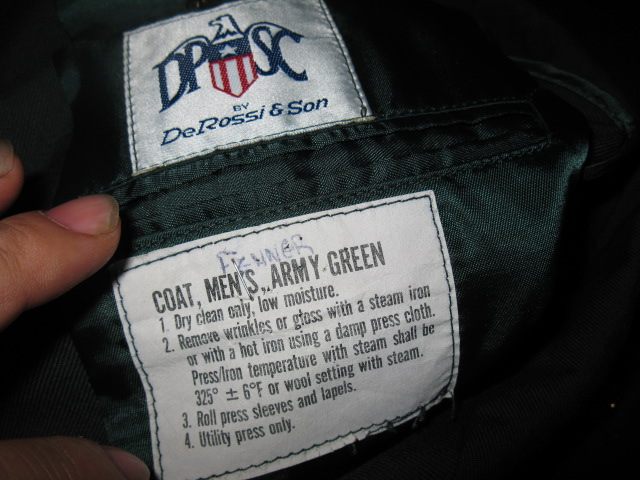 DPSC
BY
DeRossi & Son
FENNER
COAT, MEN'S, ARMY GREEN
1. Dry clean only, low moisture.
2. Remove wrinkles or gloss with a steam iron
or with a hot iron using a damp press cloth.
Press/Iron temperature with steam shall be
325° ± 6°F or wool setting with steam.
3. Roll press sleeves and lapels.
4. Utility press only.